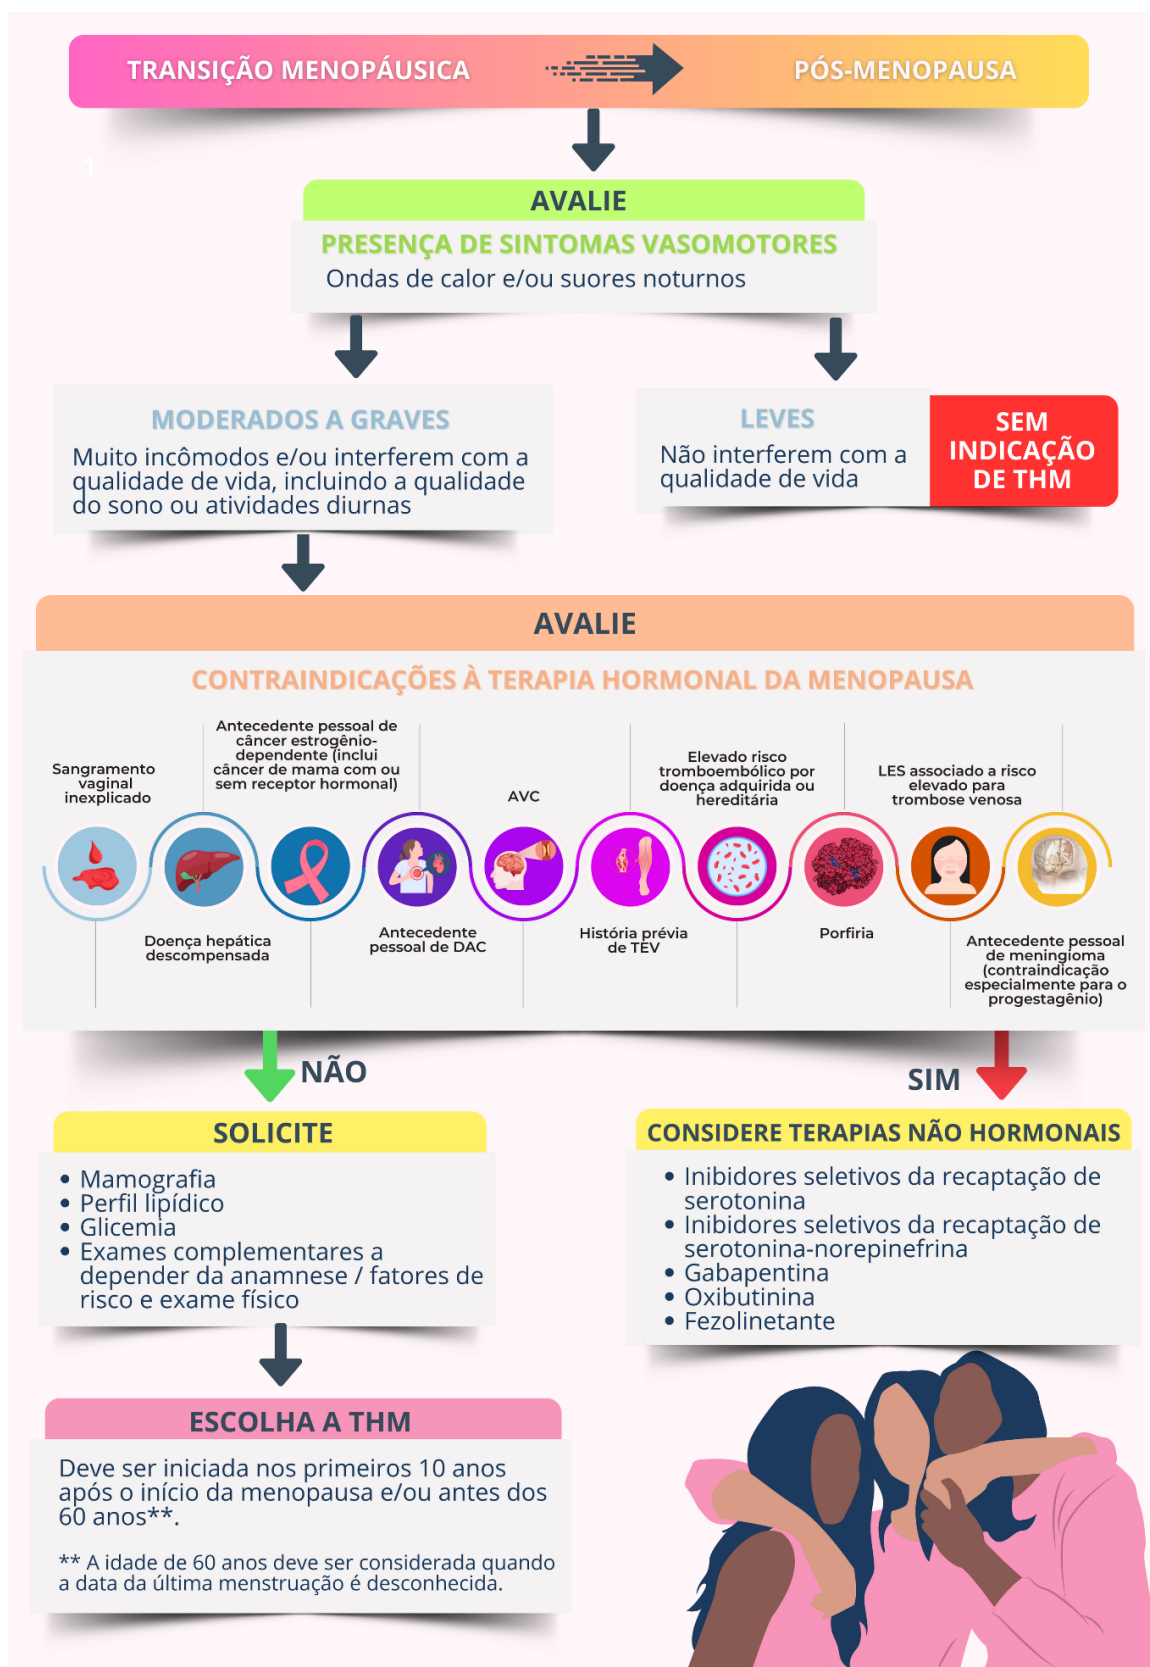 TRANSIÇÃO MENOPÁUSICA
PÓS-MENOPAUSA
1
AVALIE
PRESENÇA DE SINTOMAS VASOMOTORES
Ondas de calor e/ou suores noturnos
MODERADOS A GRAVES
Muito incômodos e/ou interferem com a
qualidade de vida, incluindo a qualidade
do sono ou atividades diurnas
LEVES
Não interferem com a
qualidade de vida
SEM
INDICAÇÃO
DE THM
AVALIE
CONTRAINDICAÇÕES À TERAPIA HORMONAL DA MENOPAUSA
Sangramento
vaginal
inexplicado
Doença hepática
descompensada
Antecedente pessoal de
câncer estrogênio-
dependente (inclui
câncer de mama com ou
sem receptor hormonal)
Antecedente
pessoal de DAC
AVC
História prévia
de TEV
Elevado risco
tromboembólico por
doença adquirida ou
hereditária
Porfiria
LES associado a risco
elevado para
trombose venosa
Antecedente pessoal
de meningioma
(contraindicação
especialmente para o
progestagênio)
NÃO
SIM
SOLICITE
• Mamografia
• Perfil lipídico
• Glicemia
• Exames complementares a
depender da anamnese / fatores de
risco e exame físico
CONSIDERE TERAPIAS NÃO HORMONAIS
• Inibidores seletivos da recaptação de
serotonina
• Inibidores seletivos da recaptação de
serotonina-norepinefrina
• Gabapentina
• Oxibutinina
• Fezolinetante
ESCOLHA A THM
Deve ser iniciada nos primeiros 10 anos
após o início da menopausa e/ou antes dos
60 anos**.
** A idade de 60 anos deve ser considerada quando
a data da última menstruação é desconhecida.